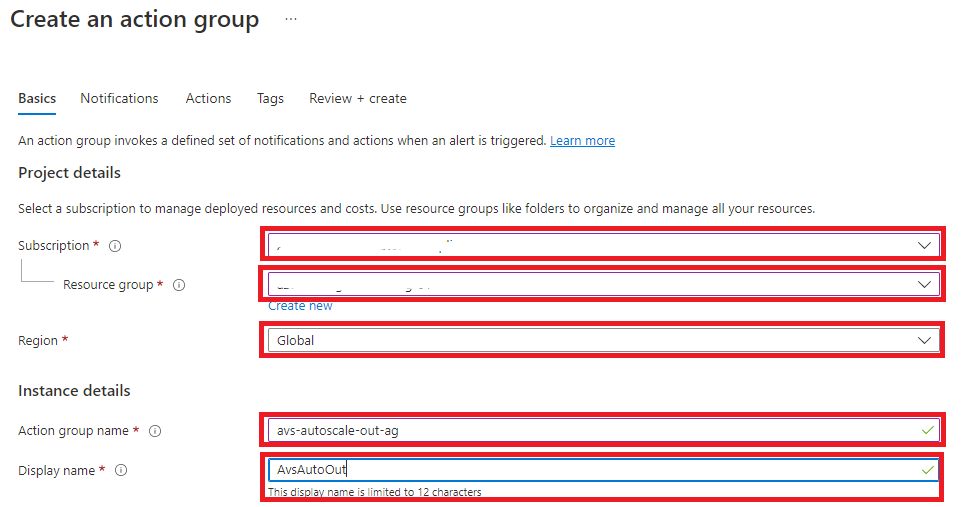 Create an action group ...
Basics Notifications Actions Tags Review + create
An action group invokes a defined set of notifications and actions when an alert is triggered. Learn more
Project details
Select a subscription to manage deployed resources and costs. Use resource groups like folders to organize and manage all your resources.
Subscription *
Resource group *
Create new
Region * Global
Instance details
Action group name * avs-autoscale-out-ag
Display name * AvsAutoOut
This display name is limited to 12 characters